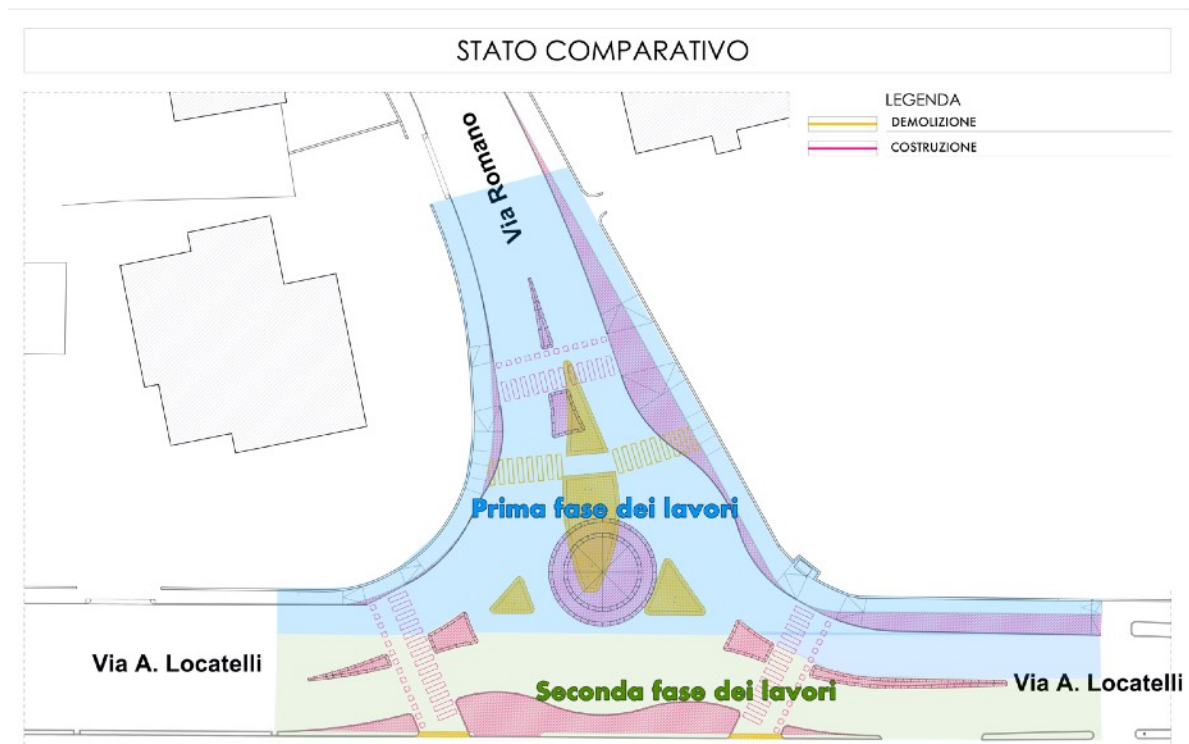 STATO COMPARATIVO
LEGENDA
DEMOLIZIONE
COSTRUZIONE
Via Romano
Prima fase dei lavori
Via A. Locatelli
Seconda fase dei lavori
Via A. Locatelli